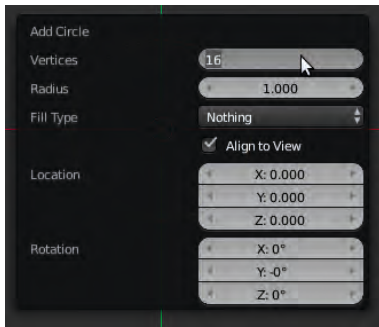 Add Circle
Vertices 16
Radius 1.000
Fill Type Nothing
Align to View
Location X: 0.000
Y: 0.000
Z: 0.000
Rotation X: 0°
Y: -0°
Z: 0°